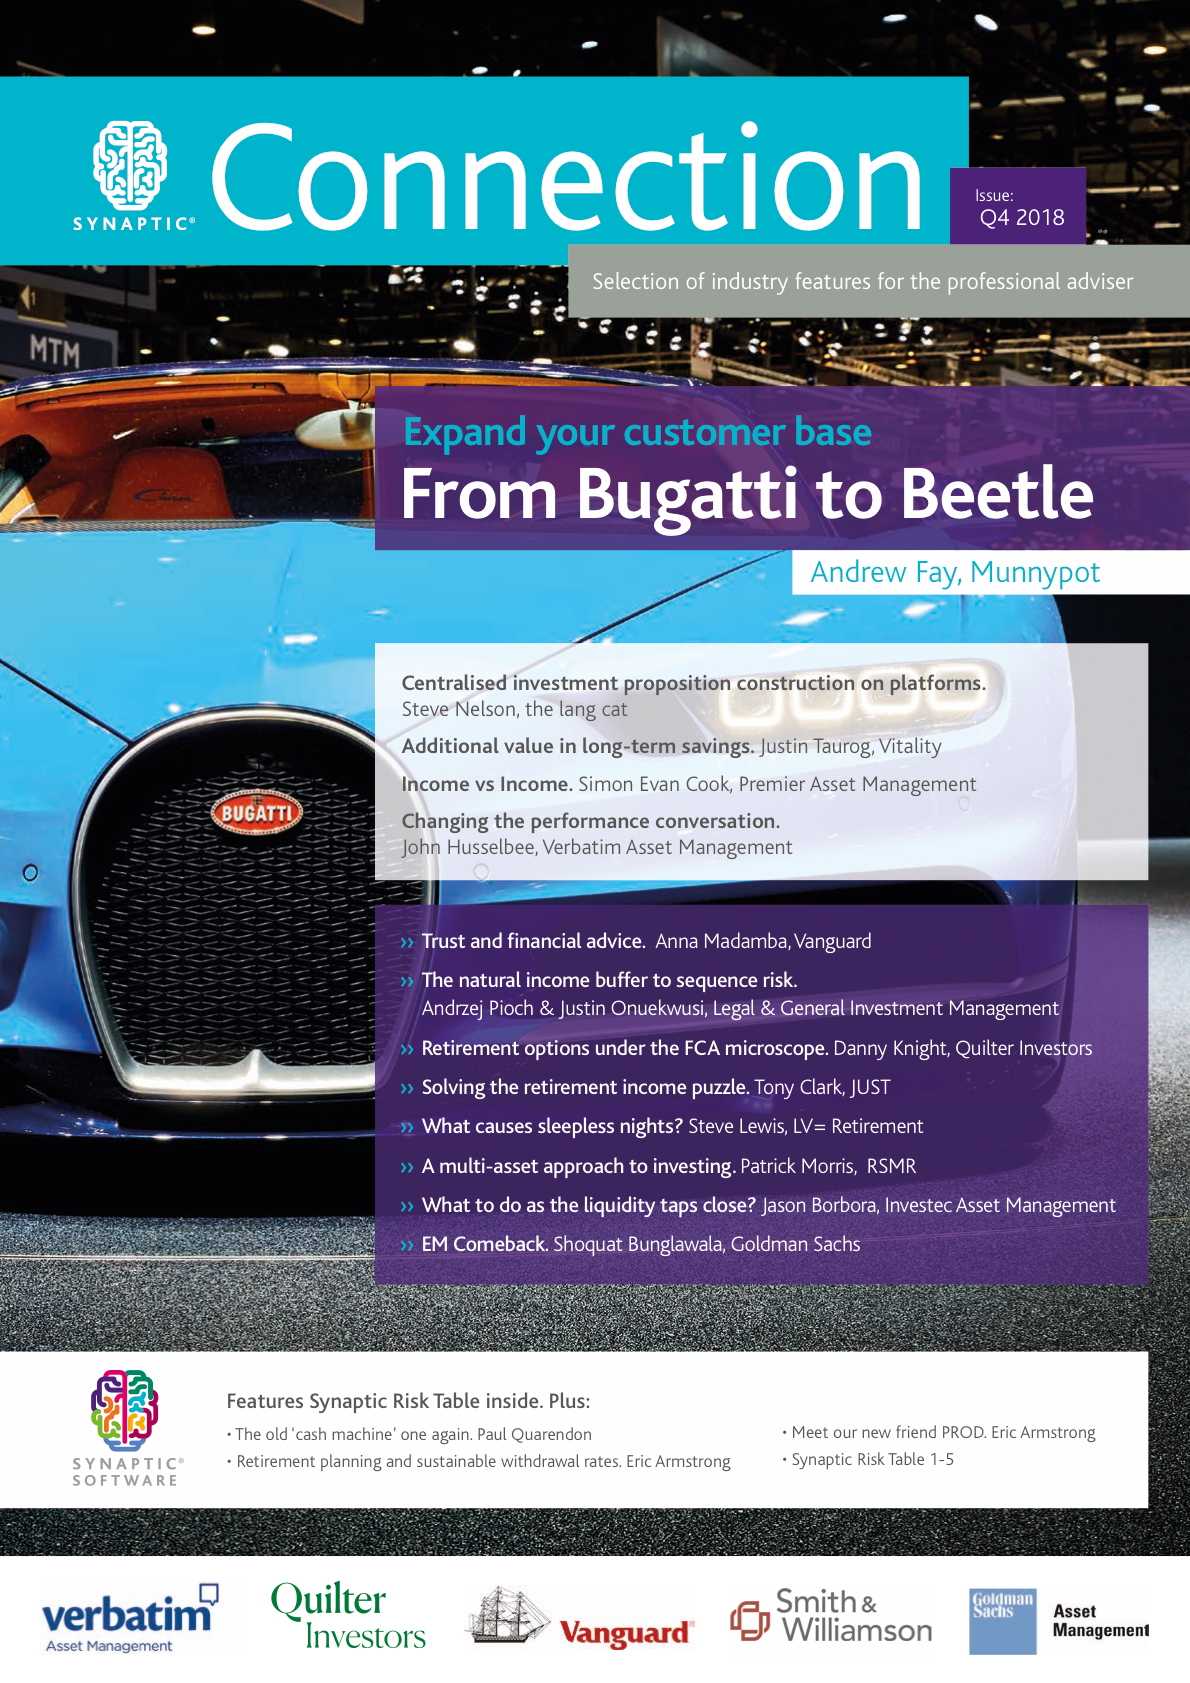 SYNAPTIC®
Connection
Issue:
Q4 2018
Selection of industry features for the professional adviser
MTM
Expand your customer base
From Bugatti to Beetle
Andrew Fay, Munnypot
Chiron
Centralised investment proposition construction on platforms.
Steve Nelson, the lang cat
Additional value in long-term savings. Justin Taurog, Vitality
Income vs Income. Simon Evan Cook, Premier Asset Management
Changing the performance conversation.
John Husselbee, Verbatim Asset Management
BUGATTI
›› Trust and financial advice. Anna Madamba, Vanguard
›› The natural income buffer to sequence risk.
Andrzej Pioch & Justin Onuekwusi, Legal & General Investment Management
›› Retirement options under the FCA microscope. Danny Knight, Quilter Investors
›› Solving the retirement income puzzle. Tony Clark, JUST
›› What causes sleepless nights? Steve Lewis, LV= Retirement
›› A multi-asset approach to investing. Patrick Morris, RSMR
›› What to do as the liquidity taps close? Jason Borbora, Investec Asset Management
›› EM Comeback. Shoquat Bunglawala, Goldman Sachs
SYNAPTIC®
SOFTWARE
Features Synaptic Risk Table inside. Plus:
• The old ‘cash machine’ one again. Paul Quarendon
• Retirement planning and sustainable withdrawal rates. Eric Armstrong
• Meet our new friend PROD. Eric Armstrong
• Synaptic Risk Table 1-5
verbatim
Asset Management
Quilter
Investors
Vanguard®
Smith &
Williamson
Goldman
Sachs
Asset
Management